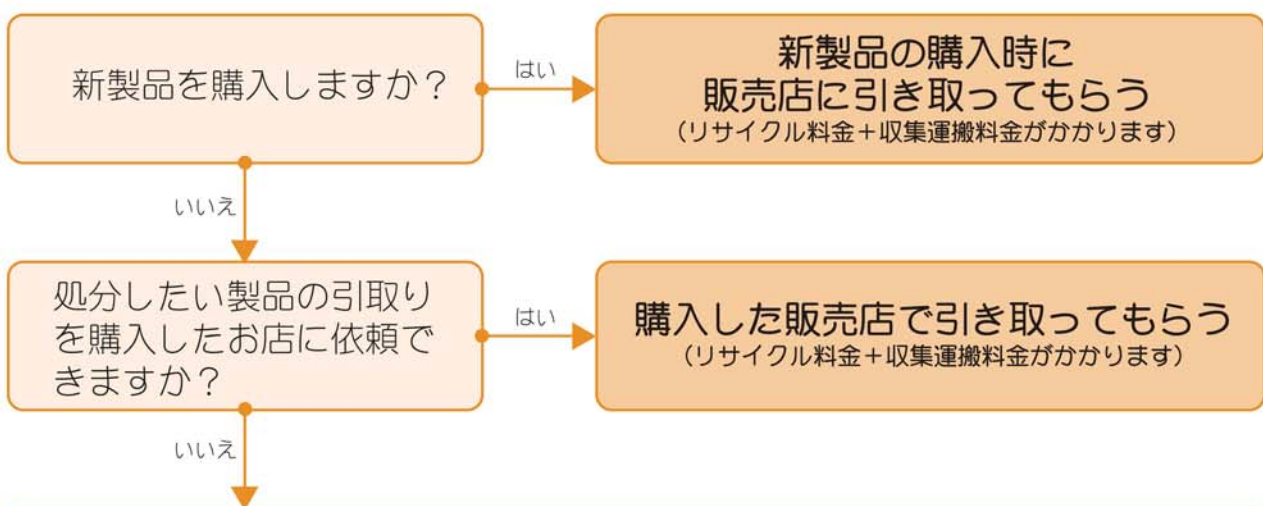 新製品を購入しますか？
はい
新製品の購入時に
販売店に引き取ってもらう
（リサイクル料金＋収集運搬料金がかかります）
いいえ
処分したい製品の引取り
を購入したお店に依頼で
きますか？
はい
購入した販売店で引き取ってもらう
（リサイクル料金＋収集運搬料金がかかります）
いいえ